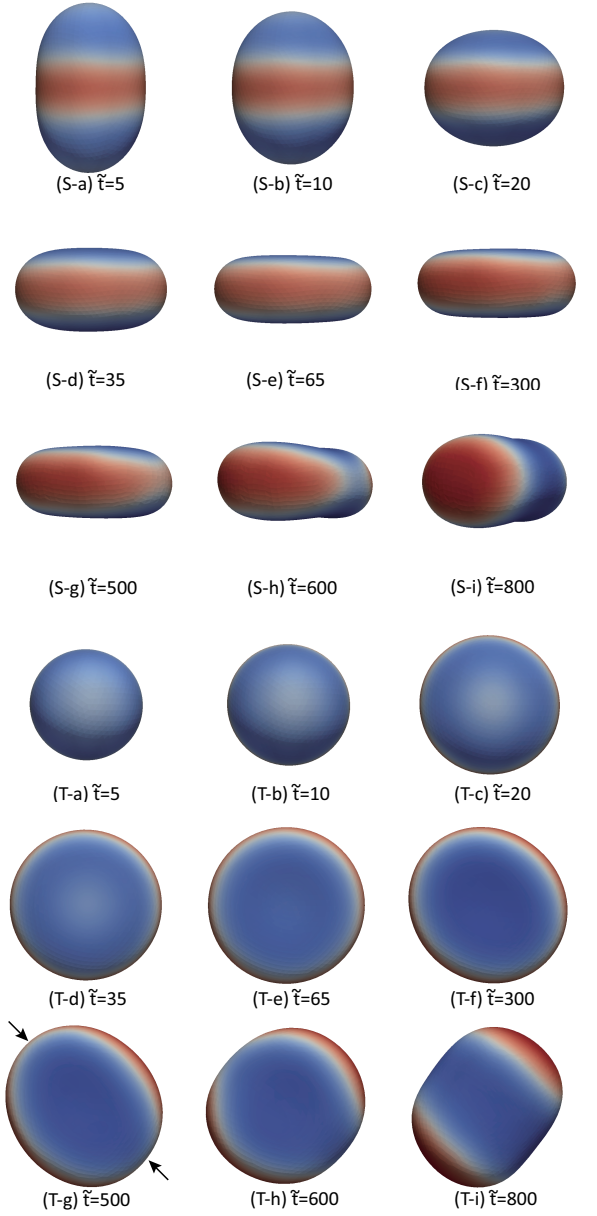 (S-a) t̃=5
(S-b) t̃=10
(S-c) t̃=20
(S-d) t̃=35
(S-e) t̃=65
(S-f) t̃=300
(S-g) t̃=500
(S-h) t̃=600
(S-i) t̃=800
(T-a) t̃=5
(T-b) t̃=10
(T-c) t̃=20
(T-d) t̃=35
(T-e) t̃=65
(T-f) t̃=300
(T-g) t̃=500
(T-h) t̃=600
(T-i) t̃=800